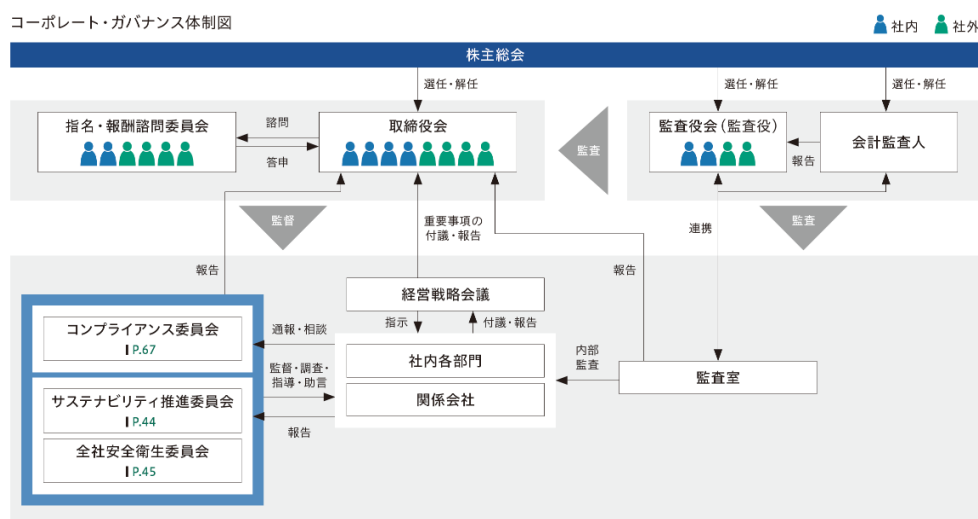 コーポレート・ガバナンス体制図
社内 社外
株主総会
選任・解任
選任・解任
選任・解任
指名・報酬諮問委員会
諮問
答申
取締役会
監査
監査役会(監査役)
報告
会計監査人
監督
重要事項の
付議・報告
連携
監査
報告
報告
経営戦略会議
指示
付議・報告
コンプライアンス委員会
P.67
通報・相談
監督・調査・
指導・助言
報告
社内各部門
関係会社
内部
監査
監査室
サステナビリティ推進委員会
P.44
全社安全衛生委員会
P.45